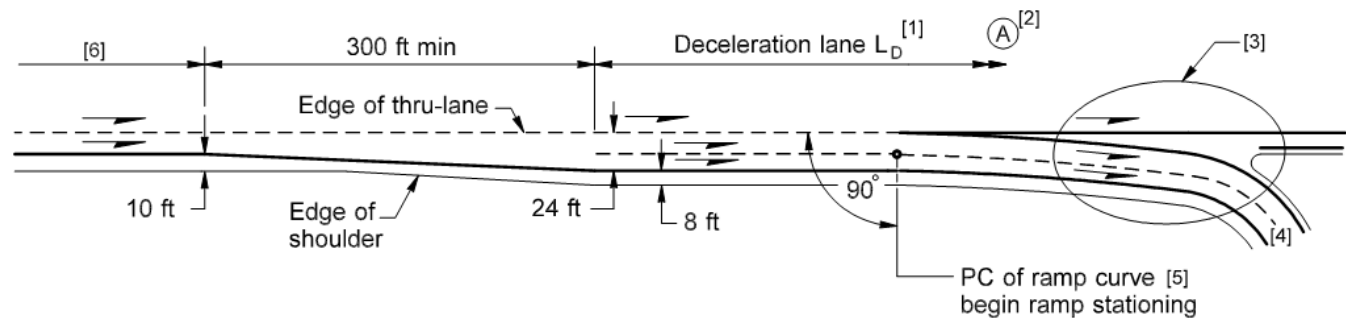 [6]
300 ft min
Deceleration lane L_D [1]
A [2]
[3]
Edge of thru-lane
10 ft
Edge of
shoulder
24 ft
8 ft
90°
[4]
PC of ramp curve [5]
begin ramp stationing